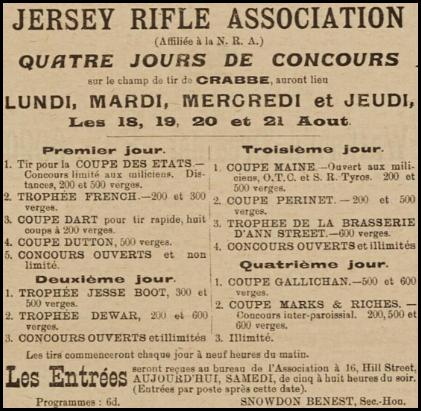 JERSEY RIFLE ASSOCIATION
(Affiliée à la N. R. A.)
QUATRE JOURS DE CONCOURS
sur le champ de tir de CRABBE, auront lieu
LUNDI, MARDI, MERCREDI et JEUDI,
Les 18, 19, 20 et 21 Aout.
Premier jour.
1. Tir pour la COUPE DES ETATS.—
Concours limité aux miliciens. Dis-
tances, 200 et 500 verges.
2. TROPHÉE FRENCH.—200 et 300
verges.
3. COUPE DART pour tir rapide, huit
coups à 200 verges.
4. COUPE DUTTON, 500 verges.
5. CONCOURS OUVERTS et non
limité.
Deuxième jour.
1. TROPHÉE JESSE BOOT, 300 et
500 verges.
2. TROPHÉE DEWAR, 200 et 600
verges.
3. CONCOURS OUVERTS et illimités
Troisième jour.
1. COUPE MAINE.—Ouvert aux mili-
ciens, O.T.C. et S. R. Tyros. 200 et
500 verges.
2. COUPE PERINET. — 200 et 500
verges.
3. TROPHEE DE LA BRASSERIE
D'ANN STREET.—600 verges.
4. CONCOURS OUVERTS et illimités
Quatrième jour.
1. COUPE GALLICHAN.—500 et 600
verges.
2. COUPE MARKS & RICHES. —
Concours inter-paroissial. 200, 500 et
600 verges.
3. Illimité.
Les tirs commenceront chaque jour à neuf heures du matin.
Les Entrées seront reçues au bureau de l'Association à 16, Hill Street,
AUJOURD'HUI, SAMEDI, de cinq à huit heures du soir.
(Entrées par poste après cette date).
Programmes : 6d. SNOWDON BENEST, Sec.-Hon.